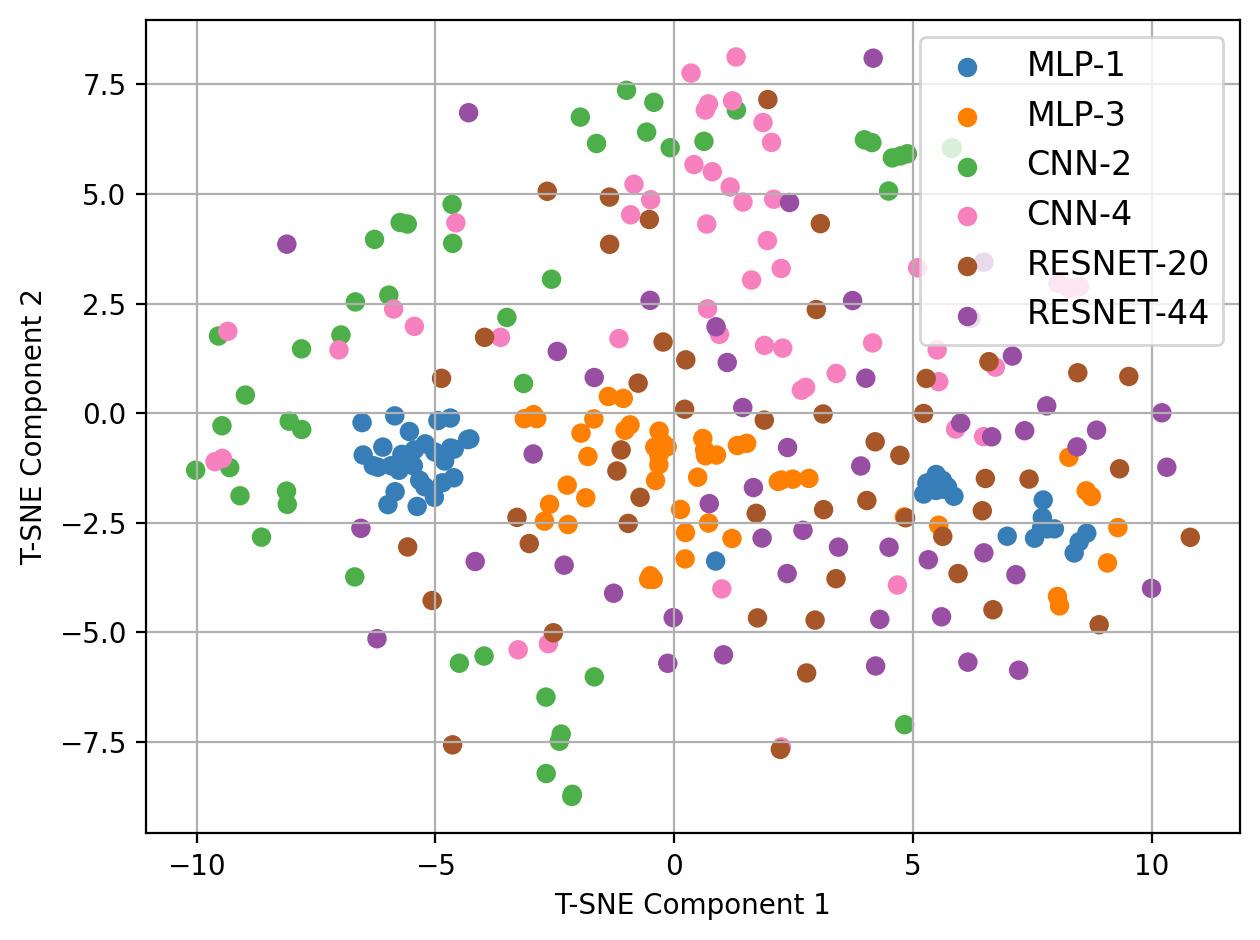 7.5
5.0
2.5
0.0
−2.5
−5.0
−7.5
T-SNE Component 2
MLP-1
MLP-3
CNN-2
CNN-4
RESNET-20
RESNET-44
−10
−5
0
5
10
T-SNE Component 1